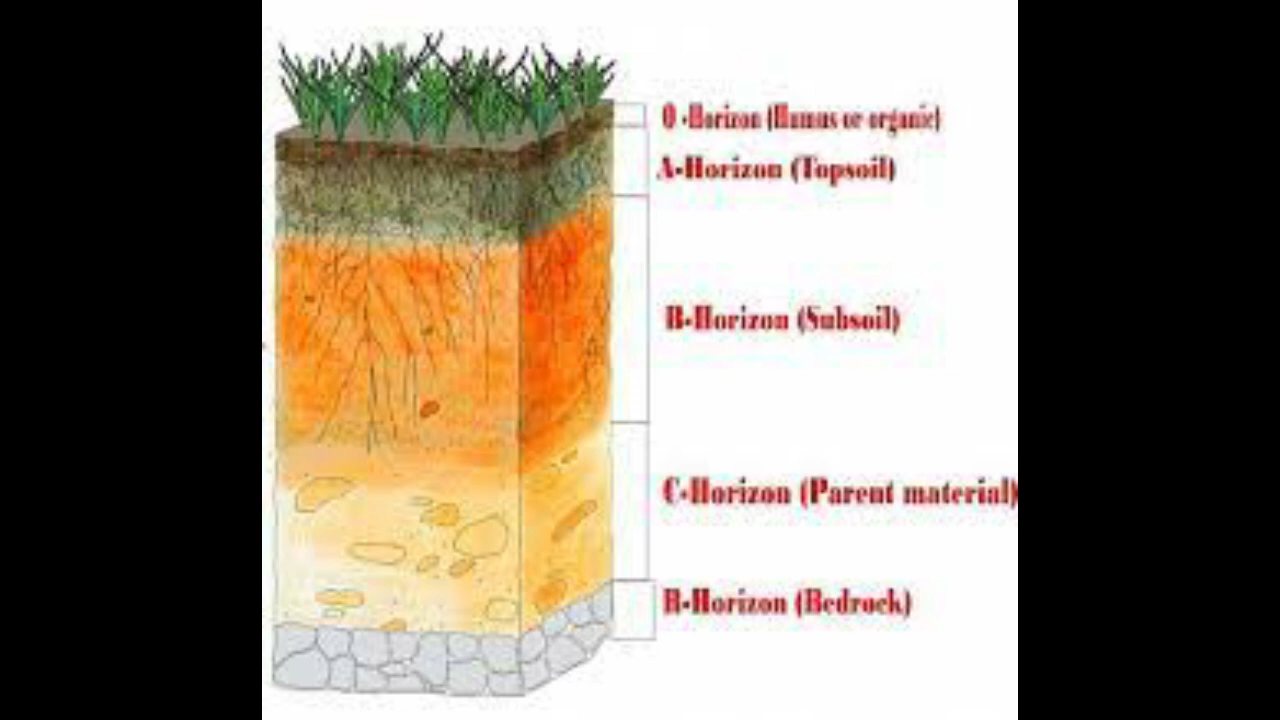 O -Horizon (Humus or organic)
A-Horizon (Topsoil)
B-Horizon (Subsoil)
C-Horizon (Parent material)
R-Horizon (Bedrock)